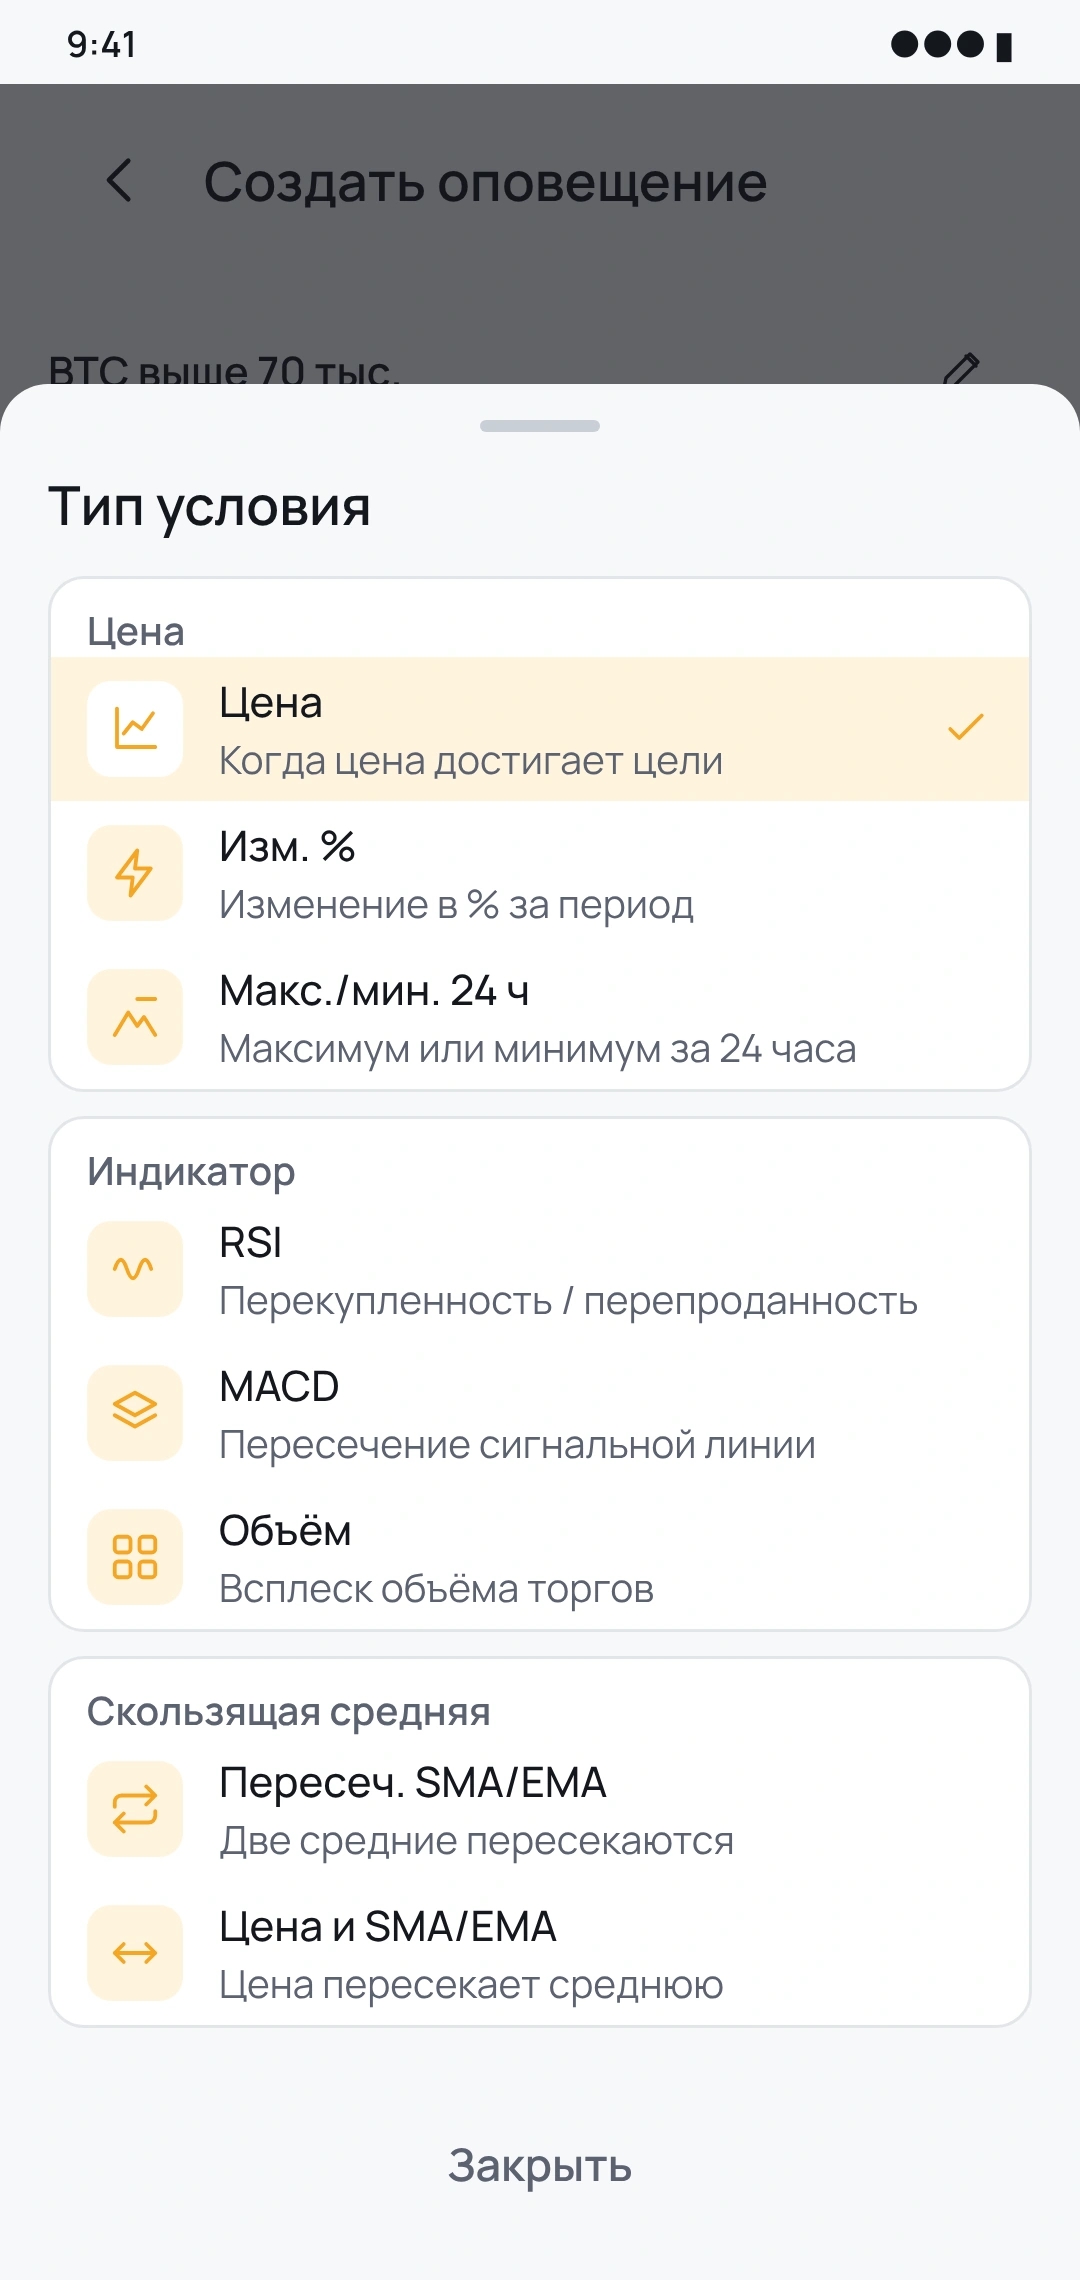 9:41
Создать оповещение
BTC выше 70 тыс.
Тип условия
Цена
Цена
Когда цена достигает цели
Изм. %
Изменение в % за период
Макс./мин. 24 ч
Максимум или минимум за 24 часа
Индикатор
RSI
Перекупленность / перепроданность
MACD
Пересечение сигнальной линии
Объём
Всплеск объёма торгов
Скользящая средняя
Пересеч. SMA/EMA
Две средние пересекаются
Цена и SMA/EMA
Цена пересекает среднюю
Закрыть